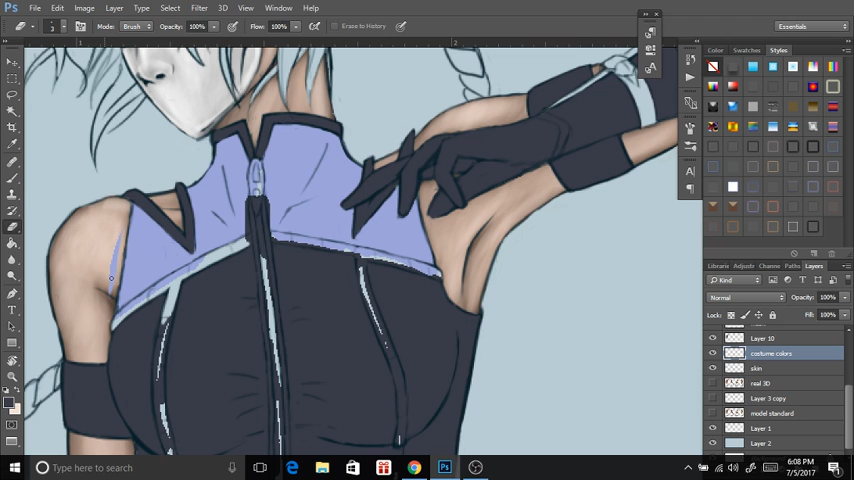 Ps File Edit Image Layer Type Select Filter 3D View Window Help
3 Mode: Brush Opacity: 100% Flow: 100% Erase to History Essentials
1 2
Color Swatches Styles
Librarie Adjustm Channe Paths Layers
Kind
Normal Opacity: 100%
Lock: Fill: 100%
Layer 10
costume colors
skin
real 3D
Layer 3 copy
model standard
Layer 1
Layer 2
Type here to search
6:08 PM
7/5/2017